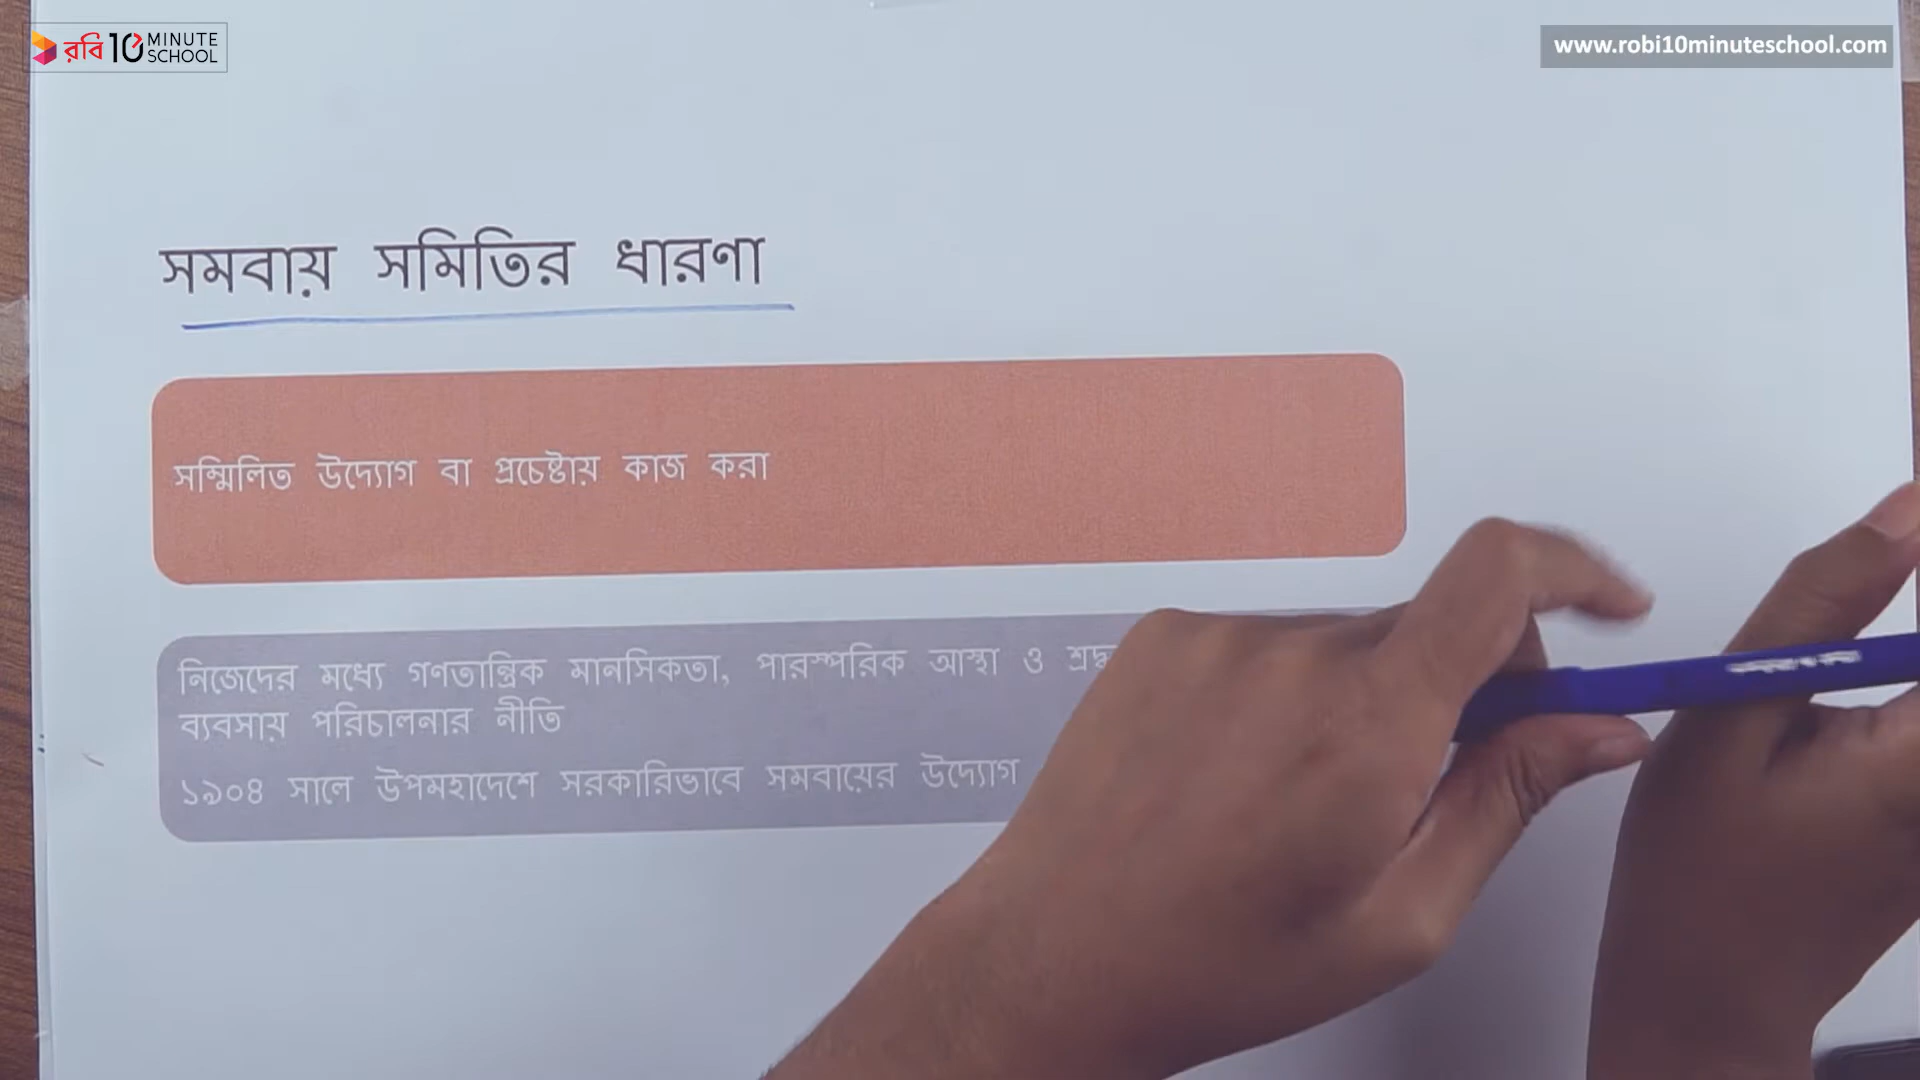 রবি 10 MINUTE SCHOOL
www.robi10minuteschool.com
সমবায় সমিতির ধারণা
সম্মিলিত উদ্যোগ বা প্রচেষ্টায় কাজ করা
নিজেদের মধ্যে গণতান্ত্রিক মানসিকতা, পারস্পরিক আস্থা ও
ব্যবসায় পরিচালনার নীতি
১৯০৪ সালে উপমহাদেশে সরকারিভাবে সমবায়ের উদ্যোগ